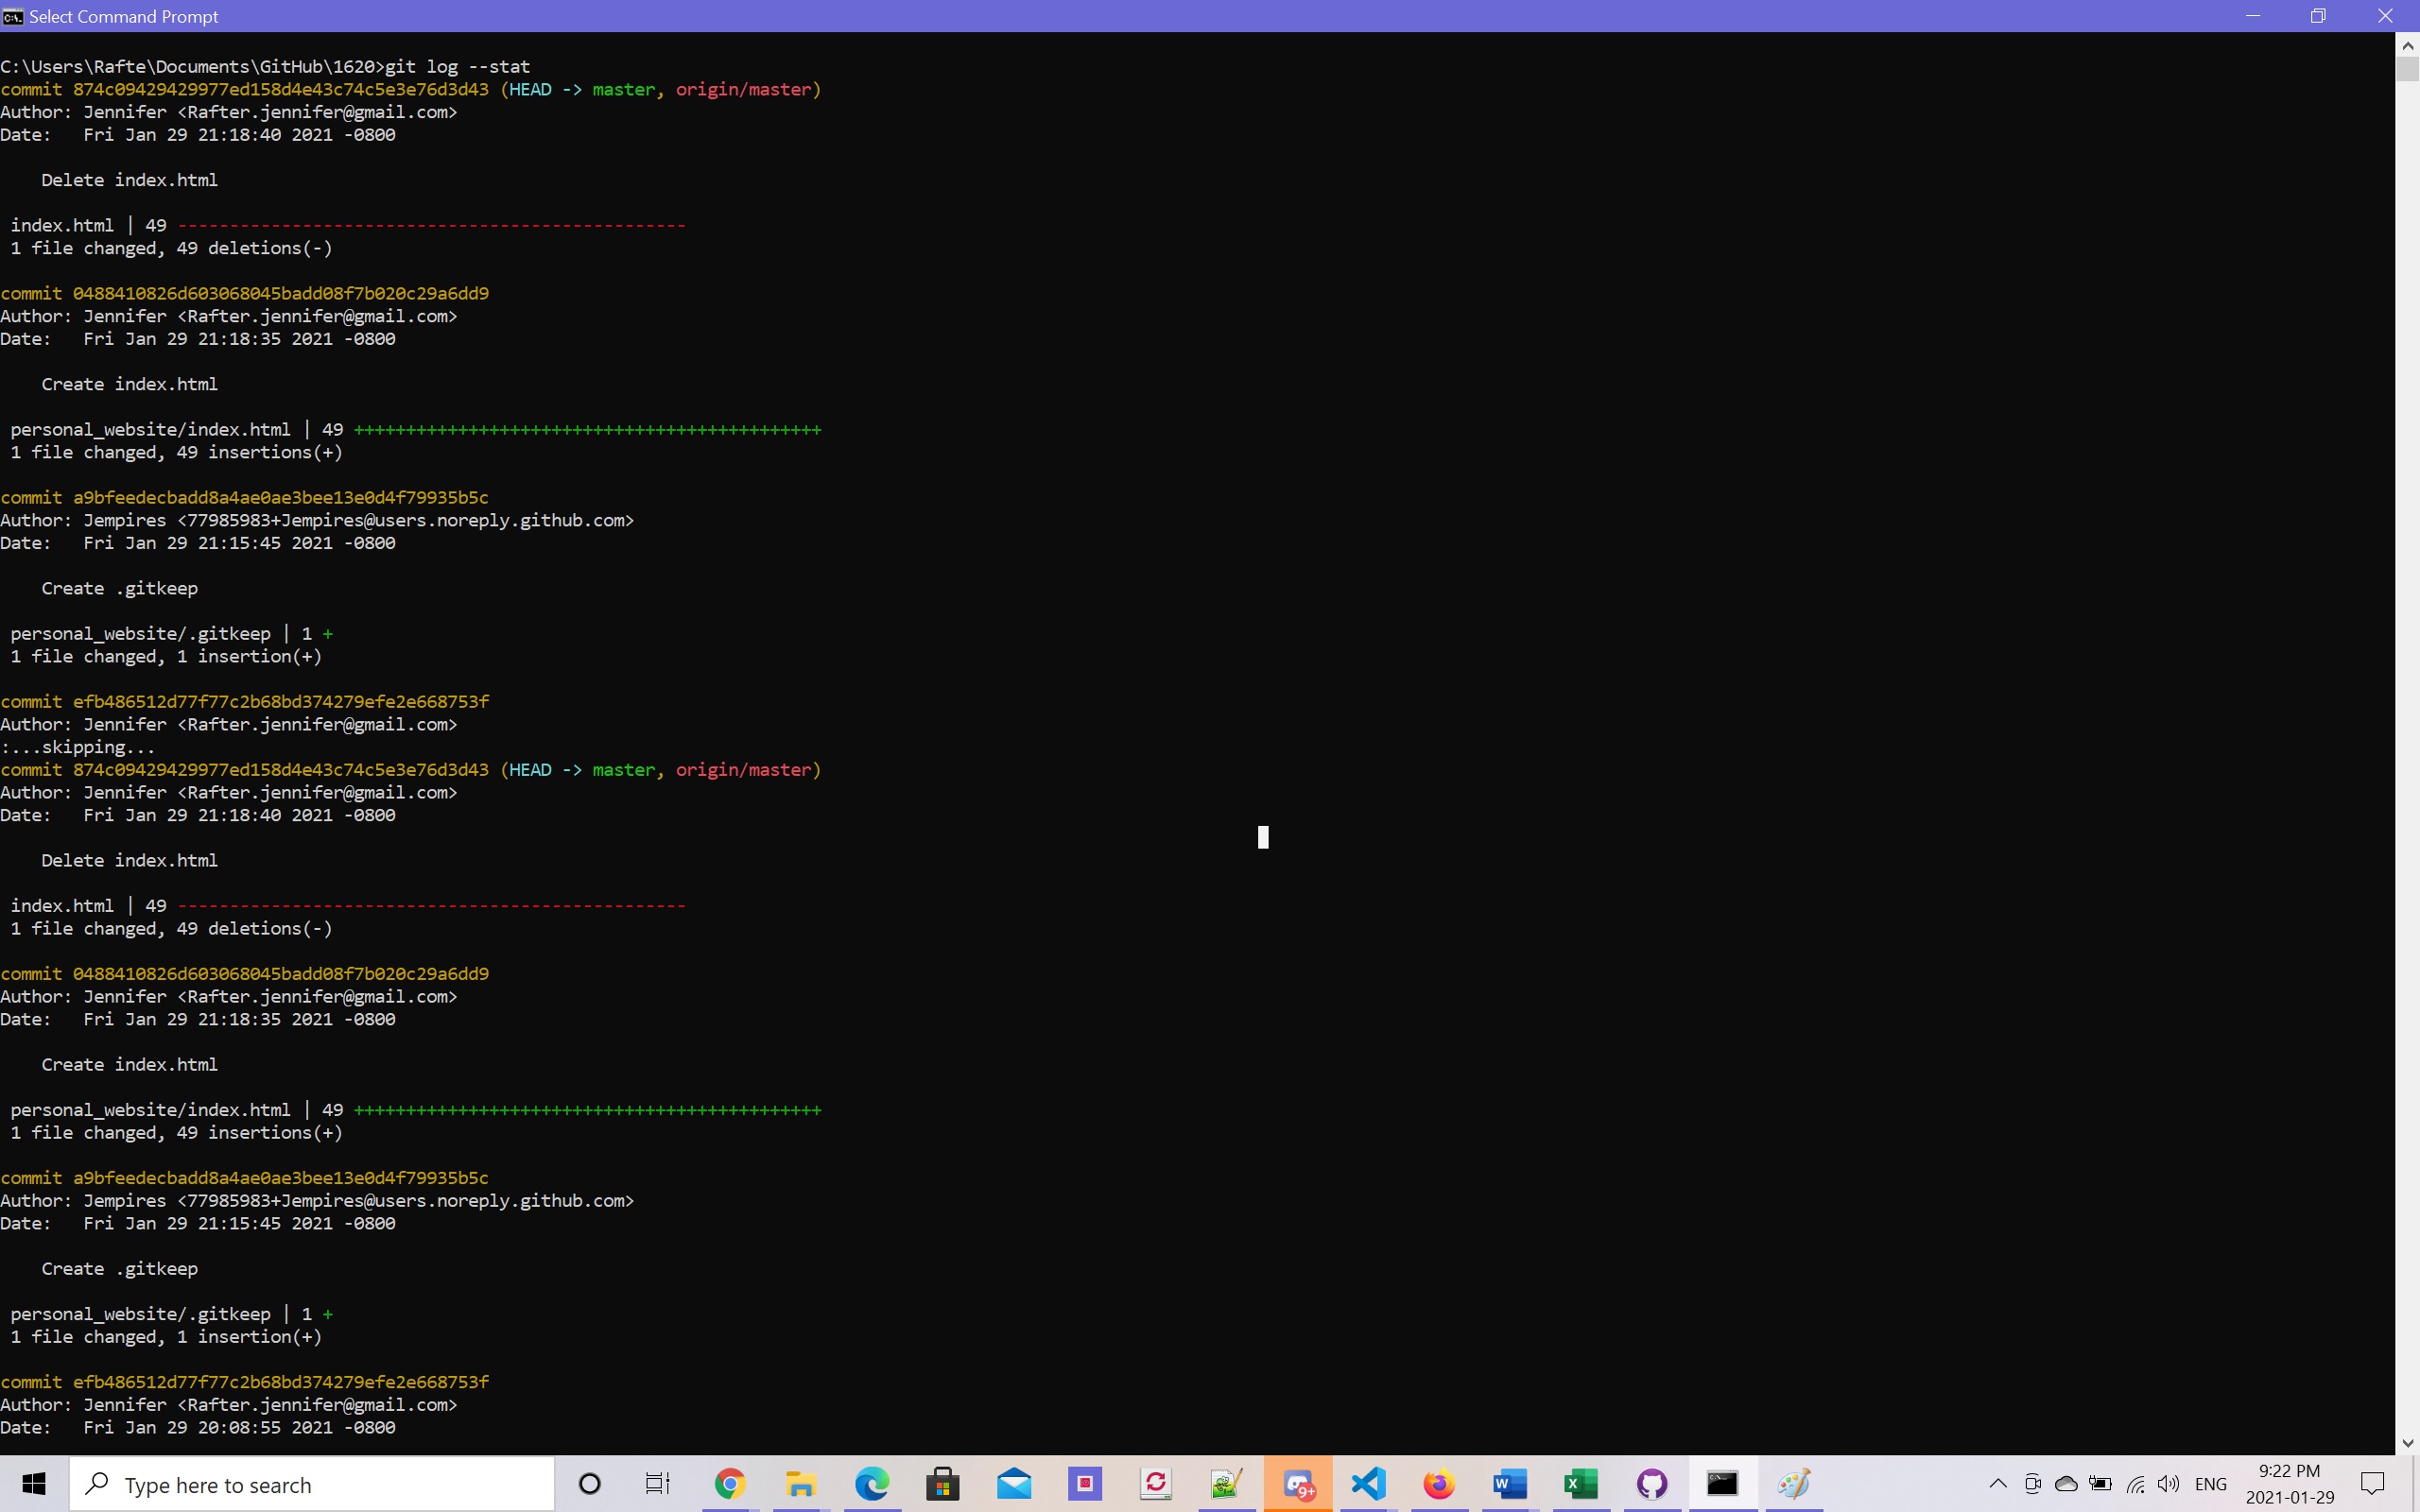 Select Command Prompt
C:\Users\Rafte\Documents\GitHub\1620>git log --stat
commit 874c09429429977ed158d4e43c74c5e3e76d3d43 (HEAD -> master, origin/master)
Author: Jennifer <Rafter.jennifer@gmail.com>
Date:   Fri Jan 29 21:18:40 2021 -0800
Delete index.html
index.html | 49 -------------------------------------------------
1 file changed, 49 deletions(-)
commit 0488410826d603068045badd08f7b020c29a6dd9
Author: Jennifer <Rafter.jennifer@gmail.com>
Date:   Fri Jan 29 21:18:35 2021 -0800
Create index.html
personal_website/index.html | 49 +++++++++++++++++++++++++++++++++++++++++++++
1 file changed, 49 insertions(+)
commit a9bfeedecbadd8a4ae0ae3bee13e0d4f79935b5c
Author: Jempires <77985983+Jempires@users.noreply.github.com>
Date:   Fri Jan 29 21:15:45 2021 -0800
Create .gitkeep
personal_website/.gitkeep | 1 +
1 file changed, 1 insertion(+)
commit efb486512d77f77c2b68bd374279efe2e668753f
Author: Jennifer <Rafter.jennifer@gmail.com>
:...skipping...
commit 874c09429429977ed158d4e43c74c5e3e76d3d43 (HEAD -> master, origin/master)
Author: Jennifer <Rafter.jennifer@gmail.com>
Date:   Fri Jan 29 21:18:40 2021 -0800
Delete index.html
index.html | 49 -------------------------------------------------
1 file changed, 49 deletions(-)
commit 0488410826d603068045badd08f7b020c29a6dd9
Author: Jennifer <Rafter.jennifer@gmail.com>
Date:   Fri Jan 29 21:18:35 2021 -0800
Create index.html
personal_website/index.html | 49 +++++++++++++++++++++++++++++++++++++++++++++
1 file changed, 49 insertions(+)
commit a9bfeedecbadd8a4ae0ae3bee13e0d4f79935b5c
Author: Jempires <77985983+Jempires@users.noreply.github.com>
Date:   Fri Jan 29 21:15:45 2021 -0800
Create .gitkeep
personal_website/.gitkeep | 1 +
1 file changed, 1 insertion(+)
commit efb486512d77f77c2b68bd374279efe2e668753f
Author: Jennifer <Rafter.jennifer@gmail.com>
Date:   Fri Jan 29 20:08:55 2021 -0800
Type here to search
9+
ENG
9:22 PM
2021-01-29